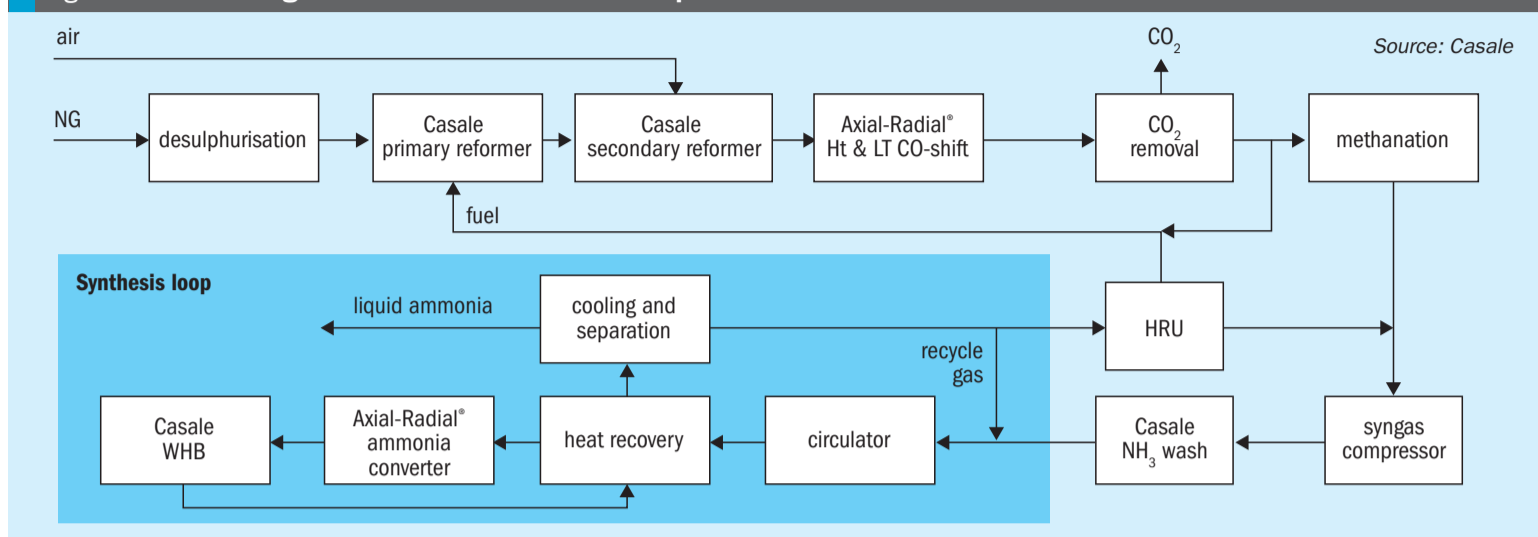 air
CO2
Source: Casale
NG
desulphurisation
Casale
primary reformer
Casale
secondary reformer
Axial-Radial®
Ht & LT CO-shift
CO2
removal
methanation
fuel
Synthesis loop
liquid ammonia
cooling and
separation
HRU
recycle
gas
Casale
WHB
Axial-Radial®
ammonia
converter
heat recovery
circulator
Casale
NH3 wash
syngas
compressor